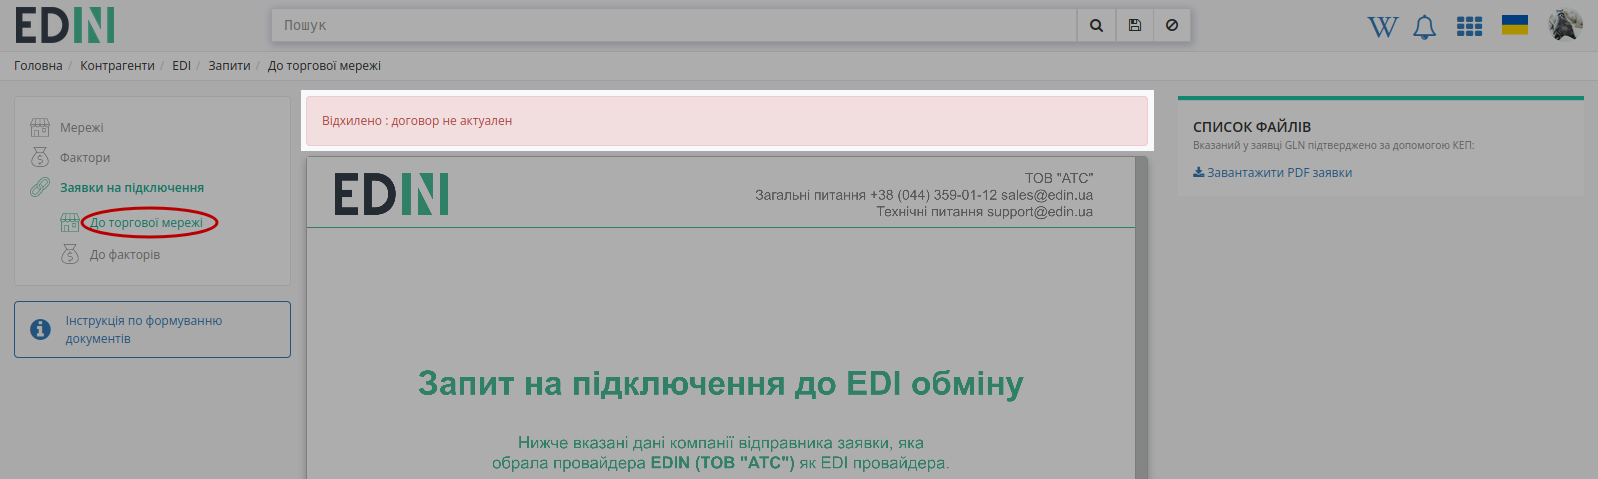 EDIN
Пошук
W
Головна / Контрагенти / EDI / Запити / До торгової мережі
Мережі
Фактори
Заявки на підключення
До торгової мережі
До факторів
Інструкція по формуванню
документів
Відхилено : договор не актуален
EDIN
ТОВ "АТС"
Загальні питання +38 (044) 359-01-12 sales@edin.ua
Технічні питання support@edin.ua
Запит на підключення до EDI обміну
Нижче вказані дані компанії відправника заявки, яка
обрала провайдера EDIN (ТОВ "АТС") як EDI провайдера.
СПИСОК ФАЙЛІВ
Вказаний у заявці GLN підтверджено за допомогою КЕП:
Завантажити PDF заявки